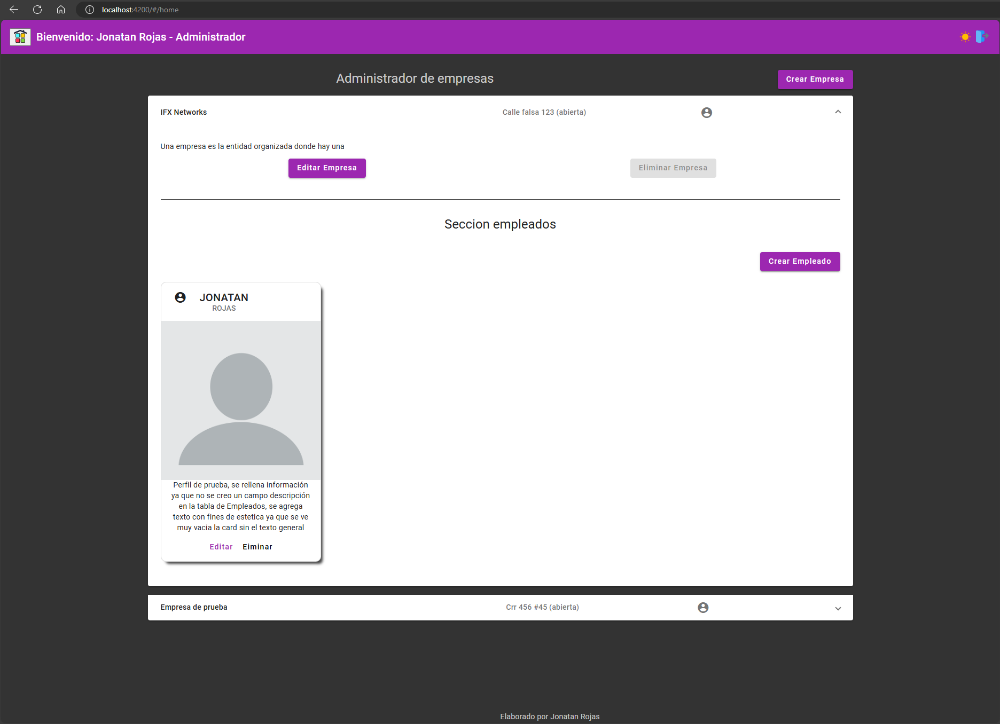 localhost:4200/#/home
Bienvenido: Jonatan Rojas - Administrador
Administrador de empresas
Crear Empresa
IFX Networks
Calle falsa 123 (abierta)
Una empresa es la entidad organizada donde hay una
Editar Empresa
Eliminar Empresa
Seccion empleados
Crear Empleado
JONATAN
ROJAS
Perfil de prueba, se rellena información
ya que no se creo un campo descripción
en la tabla de Empleados, se agrega
texto con fines de estetica ya que se ve
muy vacia la card sin el texto general
Editar
Eiminar
Empresa de prueba
Crr 456 #45 (abierta)
Elaborado por Jonatan Rojas